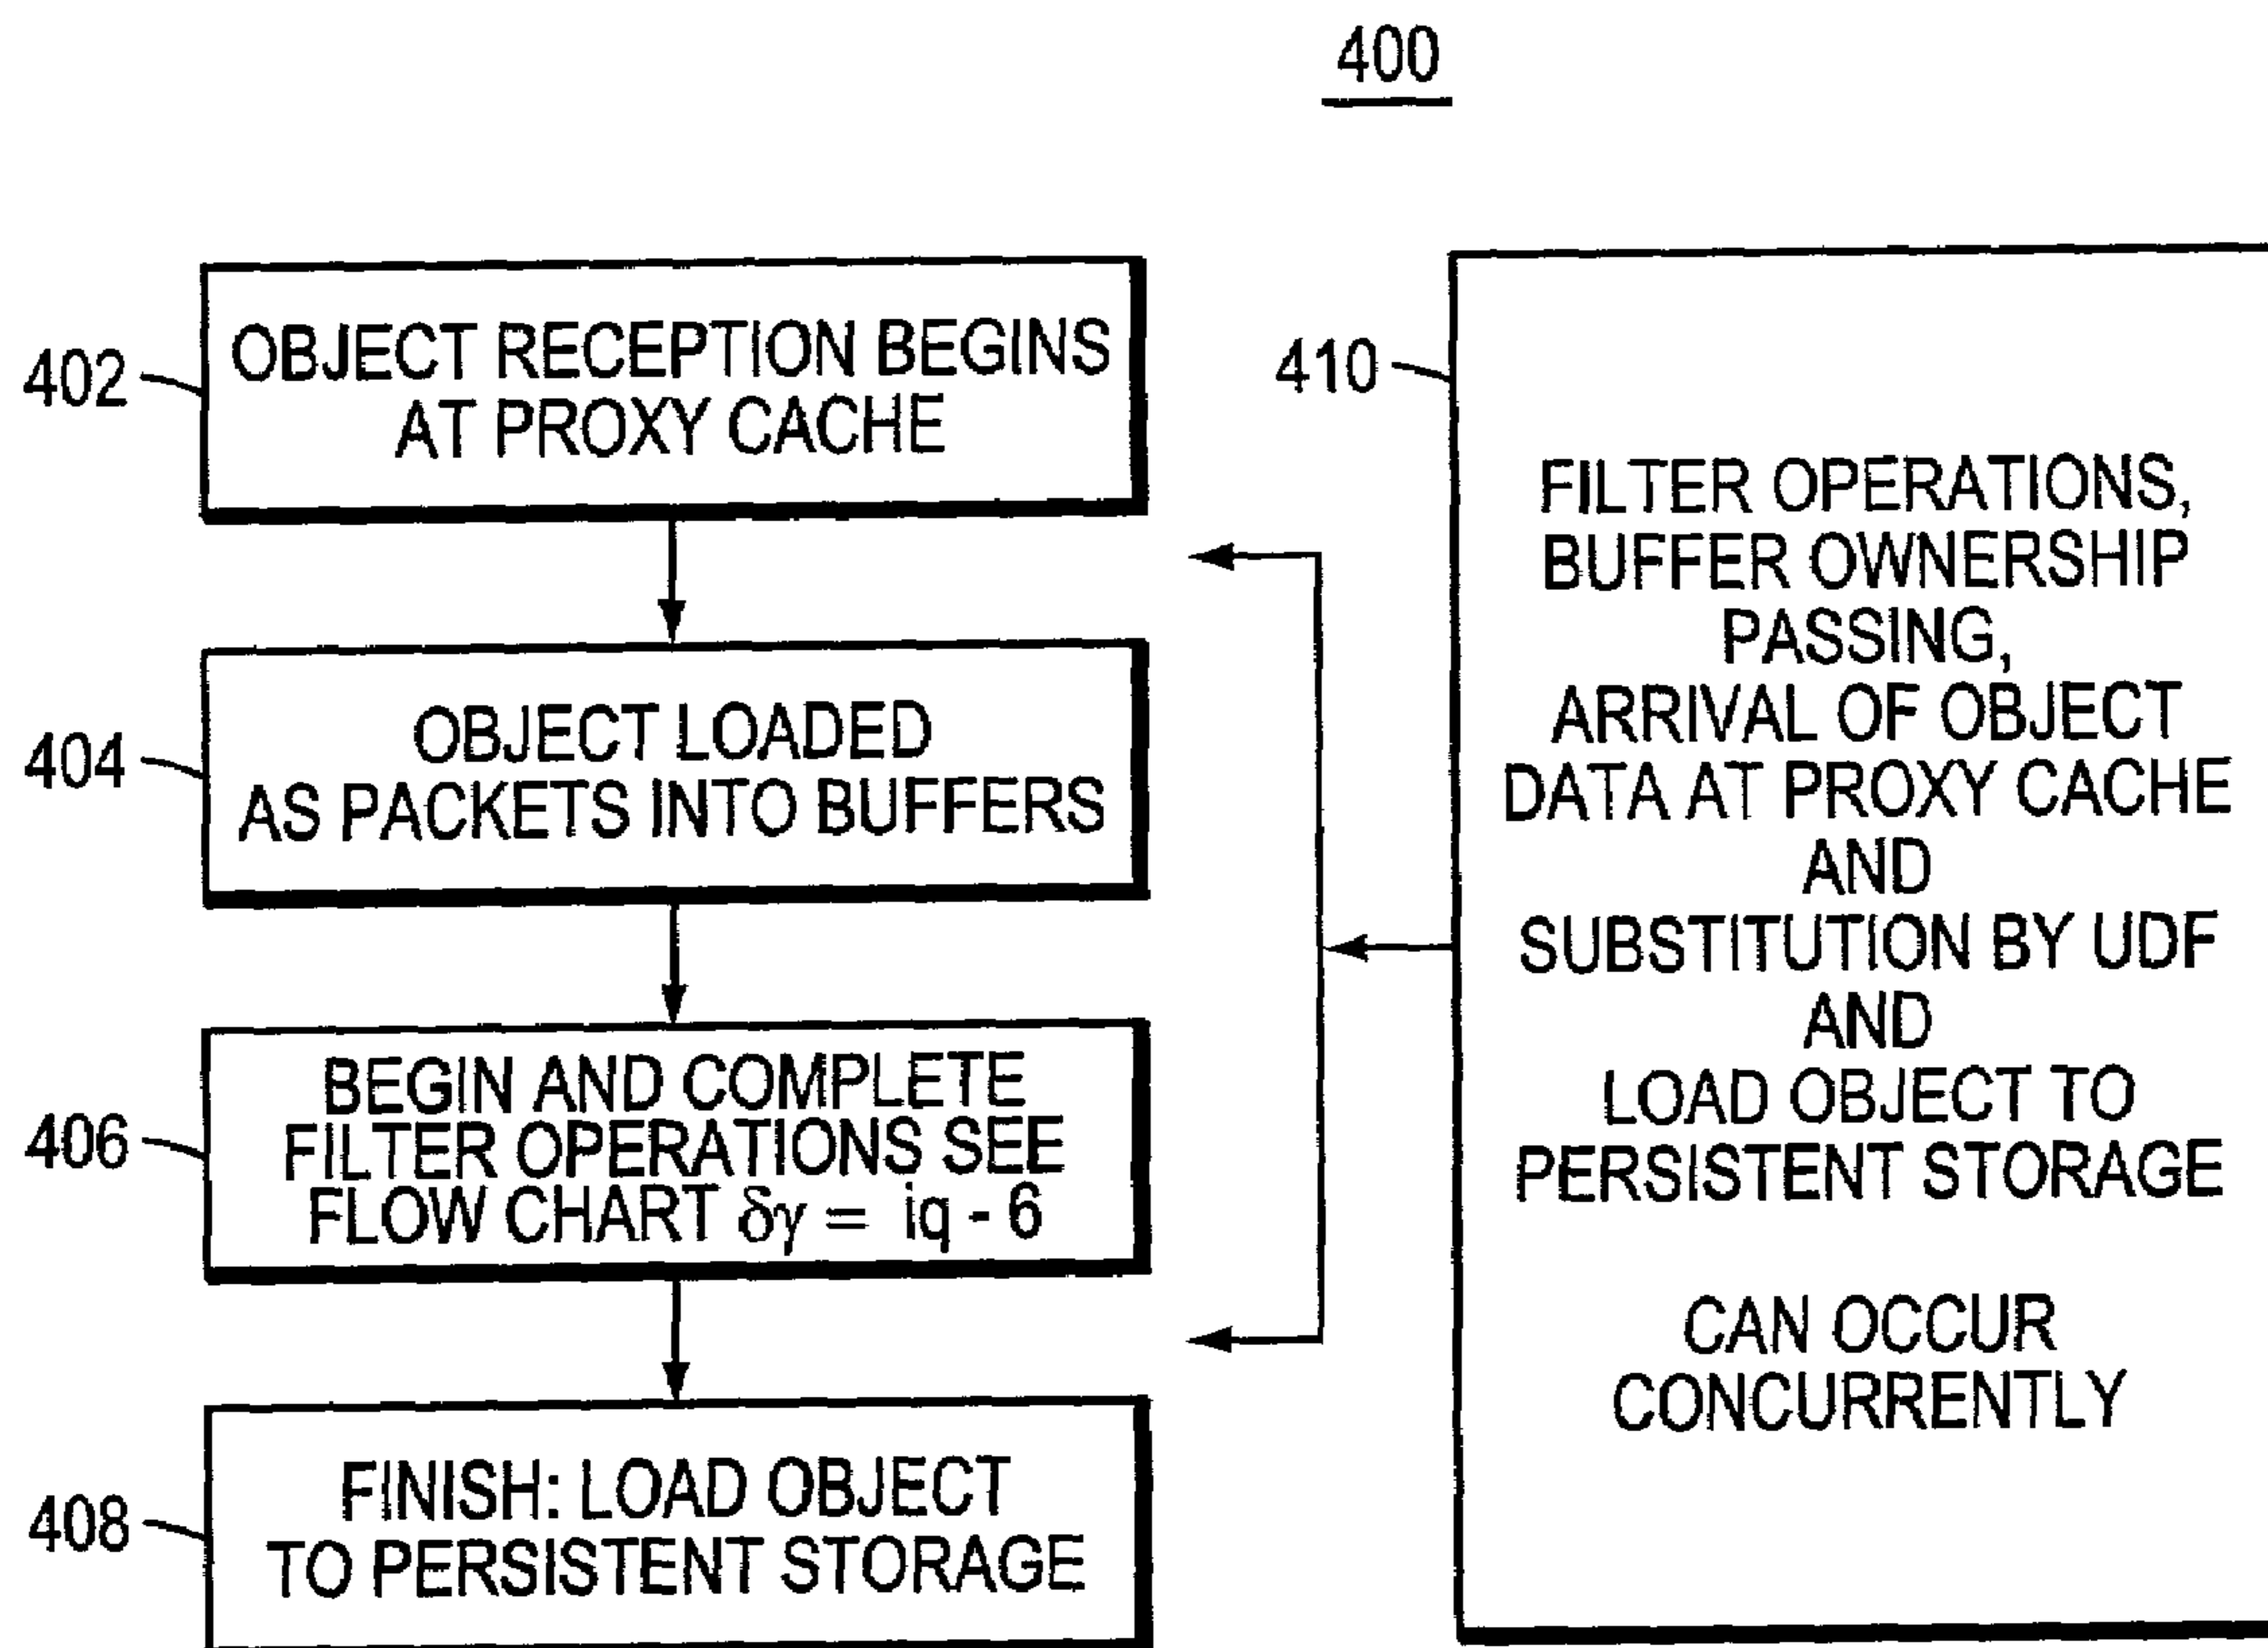 400
402
OBJECT RECEPTION BEGINS
AT PROXY CACHE
404
OBJECT LOADED
AS PACKETS INTO BUFFERS
406
BEGIN AND COMPLETE
FILTER OPERATIONS SEE
FLOW CHART δγ = iq - 6
408
FINISH: LOAD OBJECT
TO PERSISTENT STORAGE
410
FILTER OPERATIONS,
BUFFER OWNERSHIP
PASSING,
ARRIVAL OF OBJECT
DATA AT PROXY CACHE
AND
SUBSTITUTION BY UDF
AND
LOAD OBJECT TO
PERSISTENT STORAGE
CAN OCCUR
CONCURRENTLY